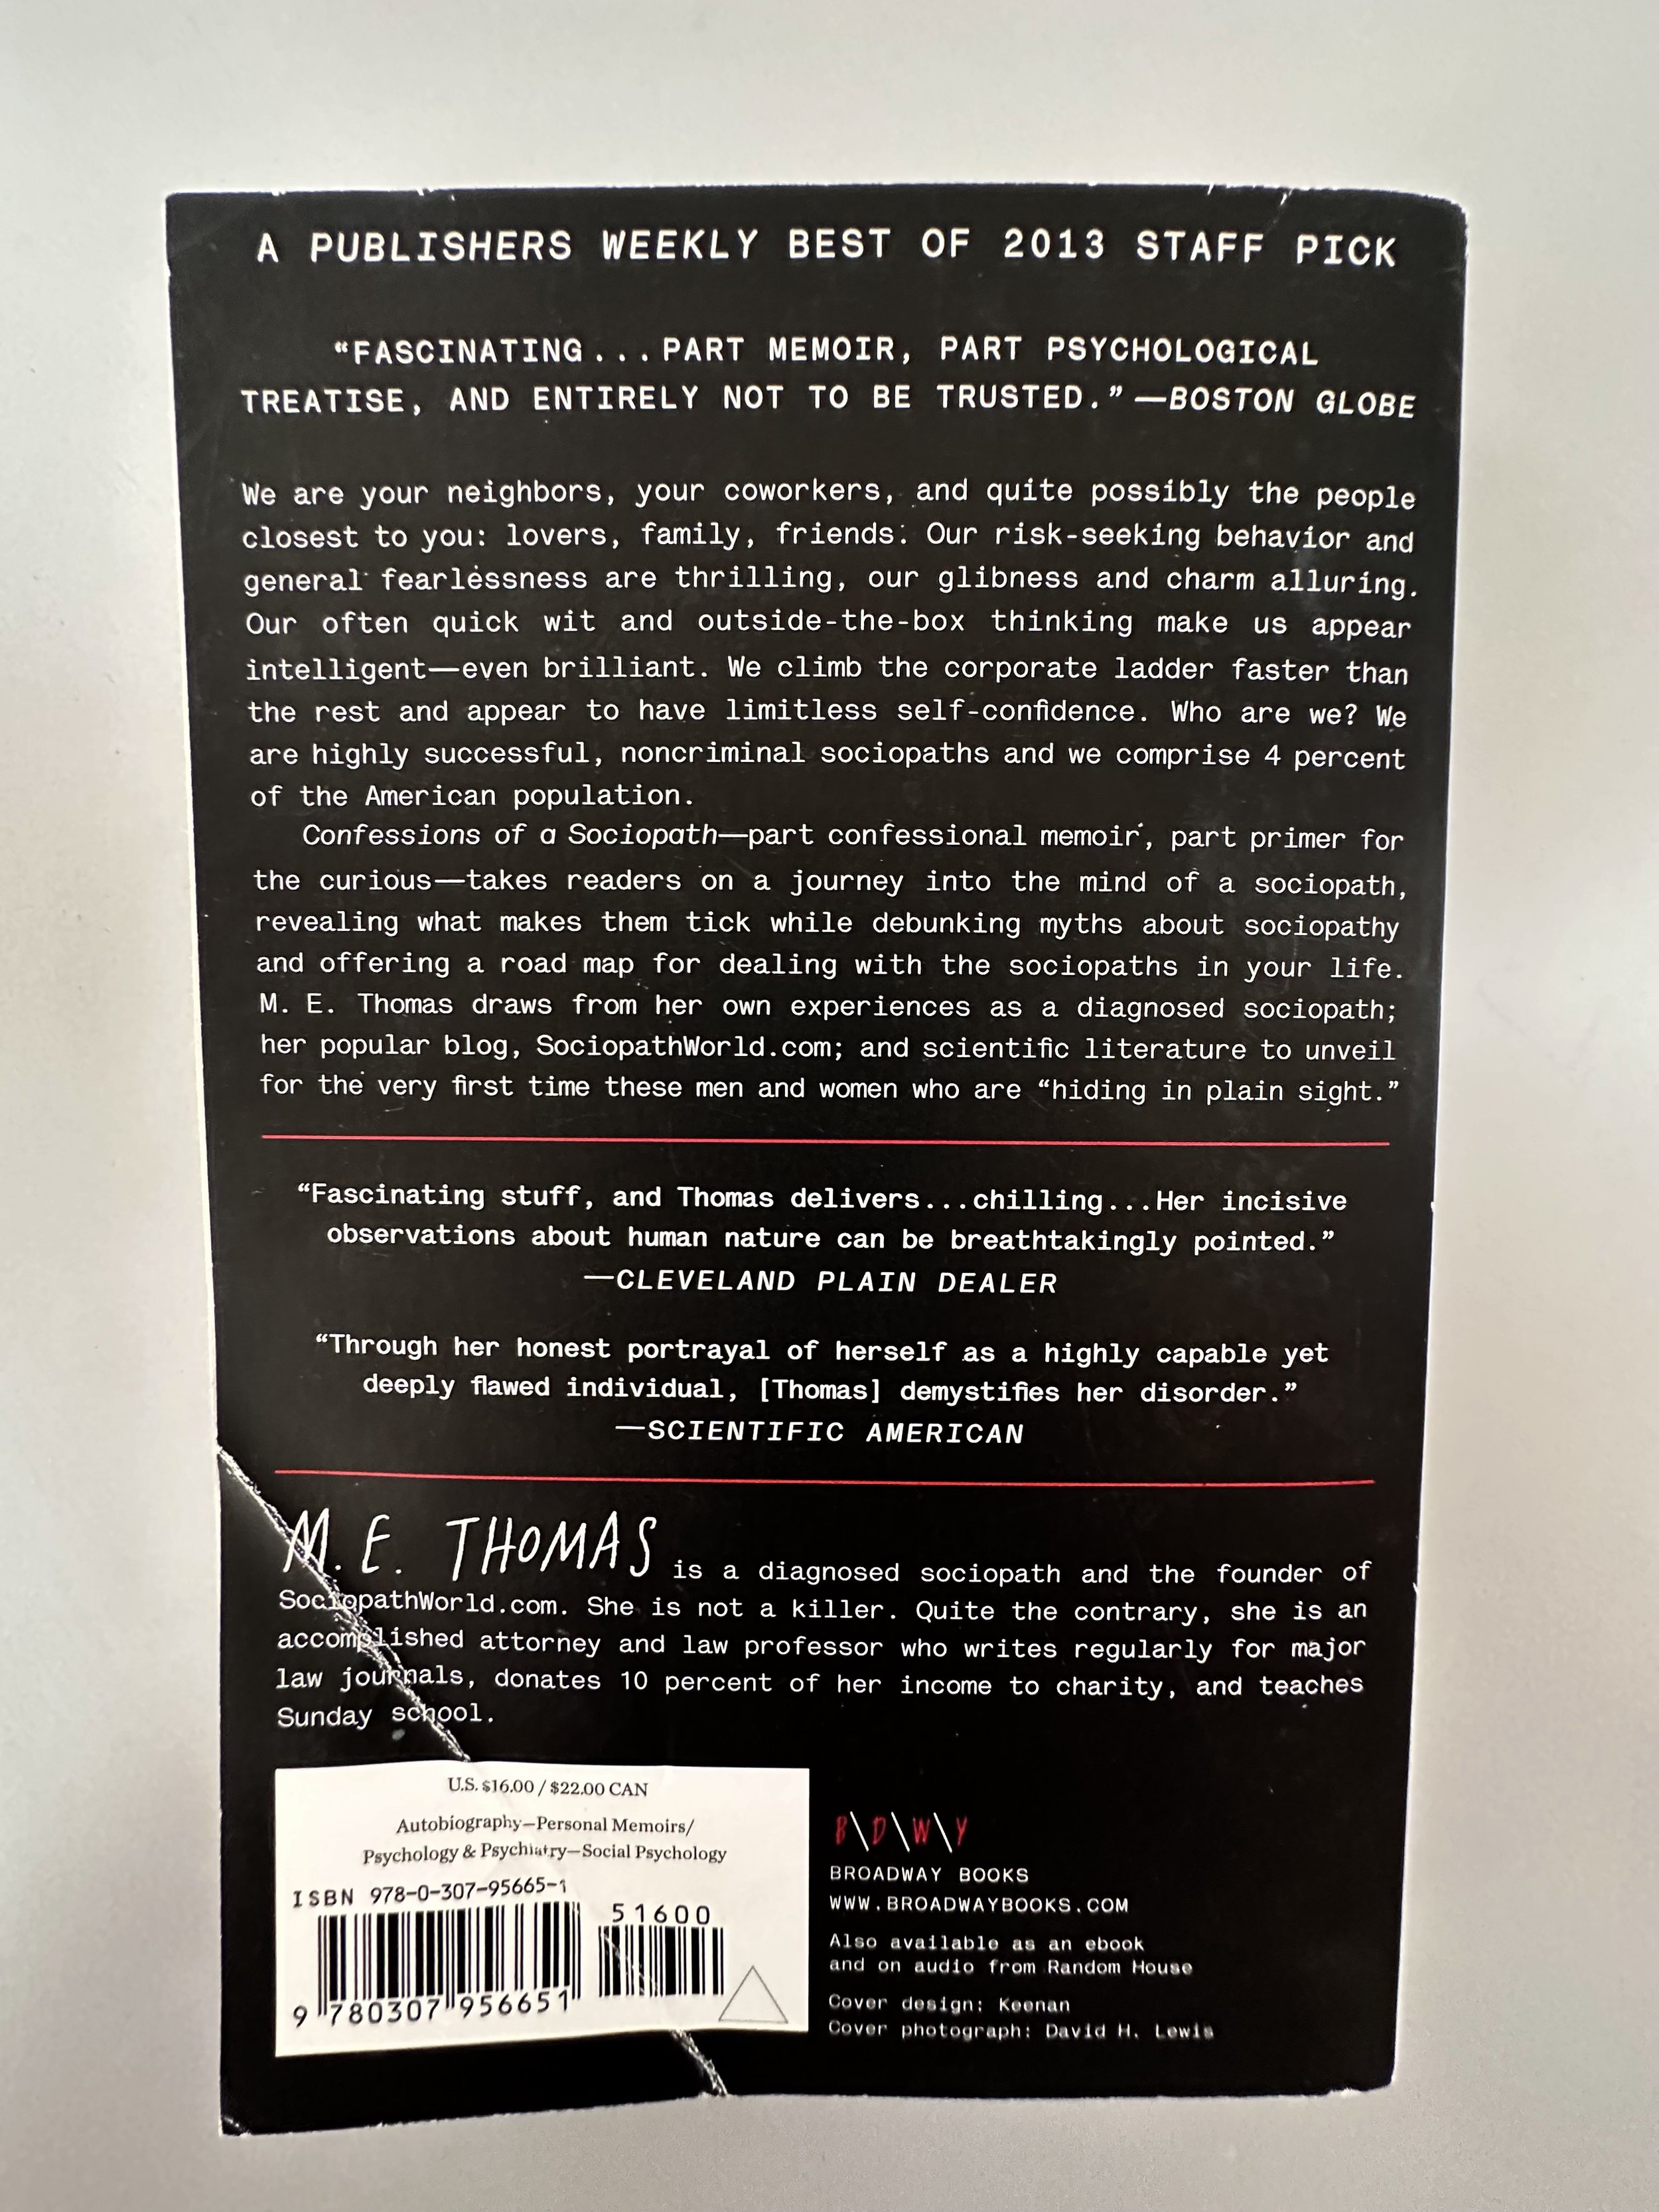 A PUBLISHERS WEEKLY BEST OF 2013 STAFF PICK
“FASCINATING...PART MEMOIR, PART PSYCHOLOGICAL
TREATISE, AND ENTIRELY NOT TO BE TRUSTED.”—BOSTON GLOBE
We are your neighbors, your coworkers, and quite possibly the people
closest to you: lovers, family, friends. Our risk-seeking behavior and
general fearlessness are thrilling, our glibness and charm alluring.
Our often quick wit and outside-the-box thinking make us appear
intelligent—even brilliant. We climb the corporate ladder faster than
the rest and appear to have limitless self-confidence. Who are we? We
are highly successful, noncriminal sociopaths and we comprise 4 percent
of the American population.
Confessions of a Sociopath—part confessional memoir, part primer for
the curious—takes readers on a journey into the mind of a sociopath,
revealing what makes them tick while debunking myths about sociopathy
and offering a road map for dealing with the sociopaths in your life.
M. E. Thomas draws from her own experiences as a diagnosed sociopath;
her popular blog, SociopathWorld.com; and scientific literature to unveil
for the very first time these men and women who are “hiding in plain sight.”
“Fascinating stuff, and Thomas delivers...chilling...Her incisive
observations about human nature can be breathtakingly pointed.”
—CLEVELAND PLAIN DEALER
“Through her honest portrayal of herself as a highly capable yet
deeply flawed individual, [Thomas] demystifies her disorder.”
—SCIENTIFIC AMERICAN
M. E. THOMAS is a diagnosed sociopath and the founder of
SociopathWorld.com. She is not a killer. Quite the contrary, she is an
accomplished attorney and law professor who writes regularly for major
law journals, donates 10 percent of her income to charity, and teaches
Sunday school.
U.S. $16.00 / $22.00 CAN
Autobiography—Personal Memoirs/
Psychology & Psychiatry—Social Psychology
ISBN 978-0-307-95665-1
51600
9 780307 956651
B\D\W\Y
BROADWAY BOOKS
WWW.BROADWAYBOOKS.COM
Also available as an ebook
and on audio from Random House
Cover design: Keenan
Cover photograph: David H. Lewis